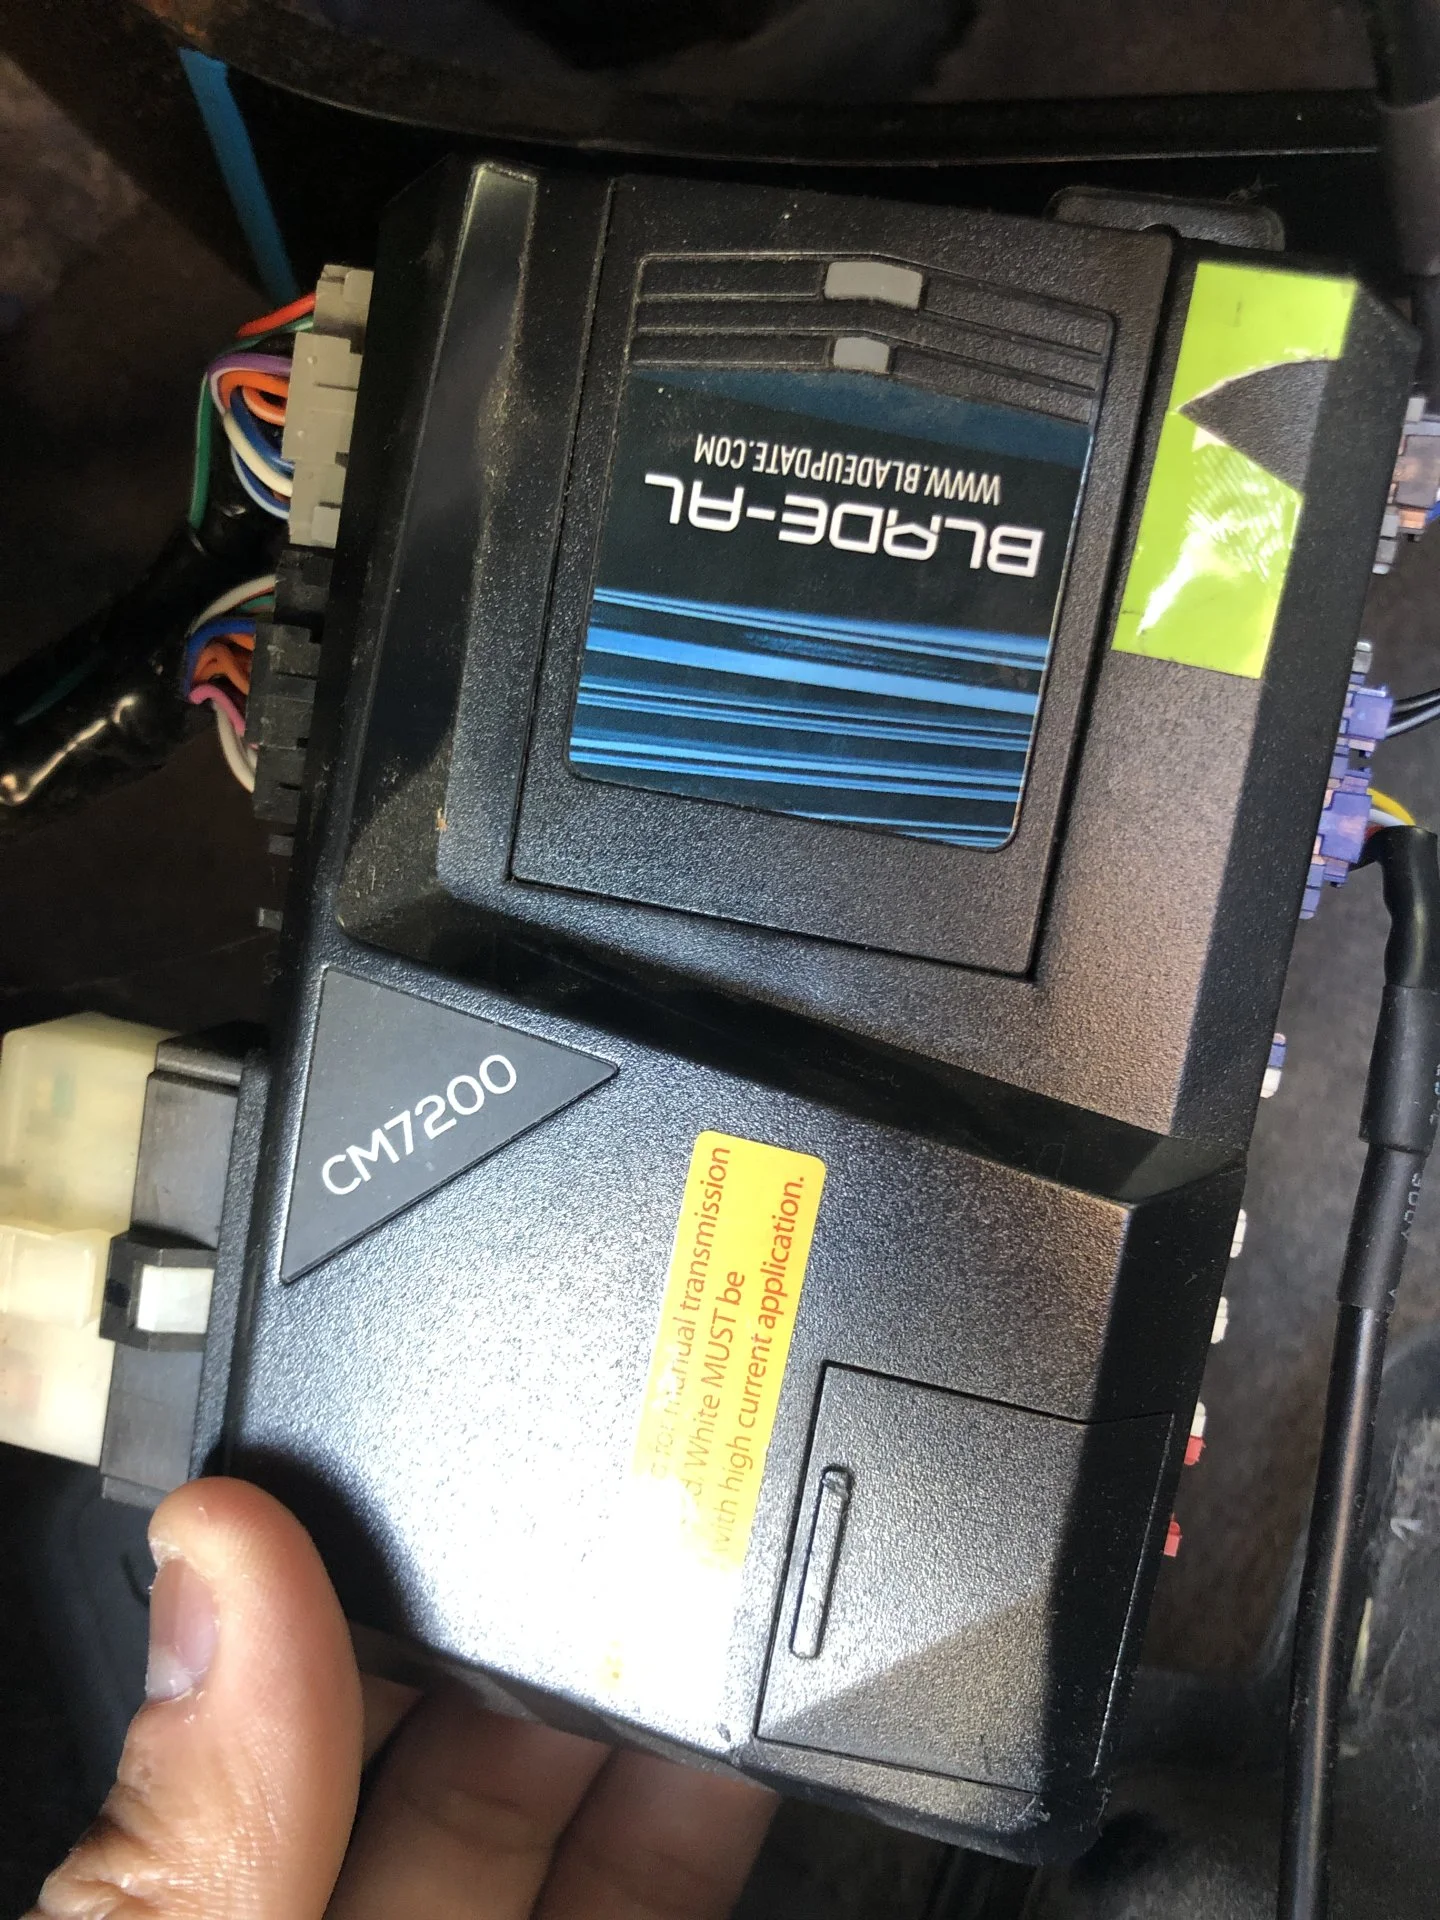 BLADE-AL
WWW.BLADEUPDATE.COM
CM7200
manual transmission
White MUST be
with high current application.